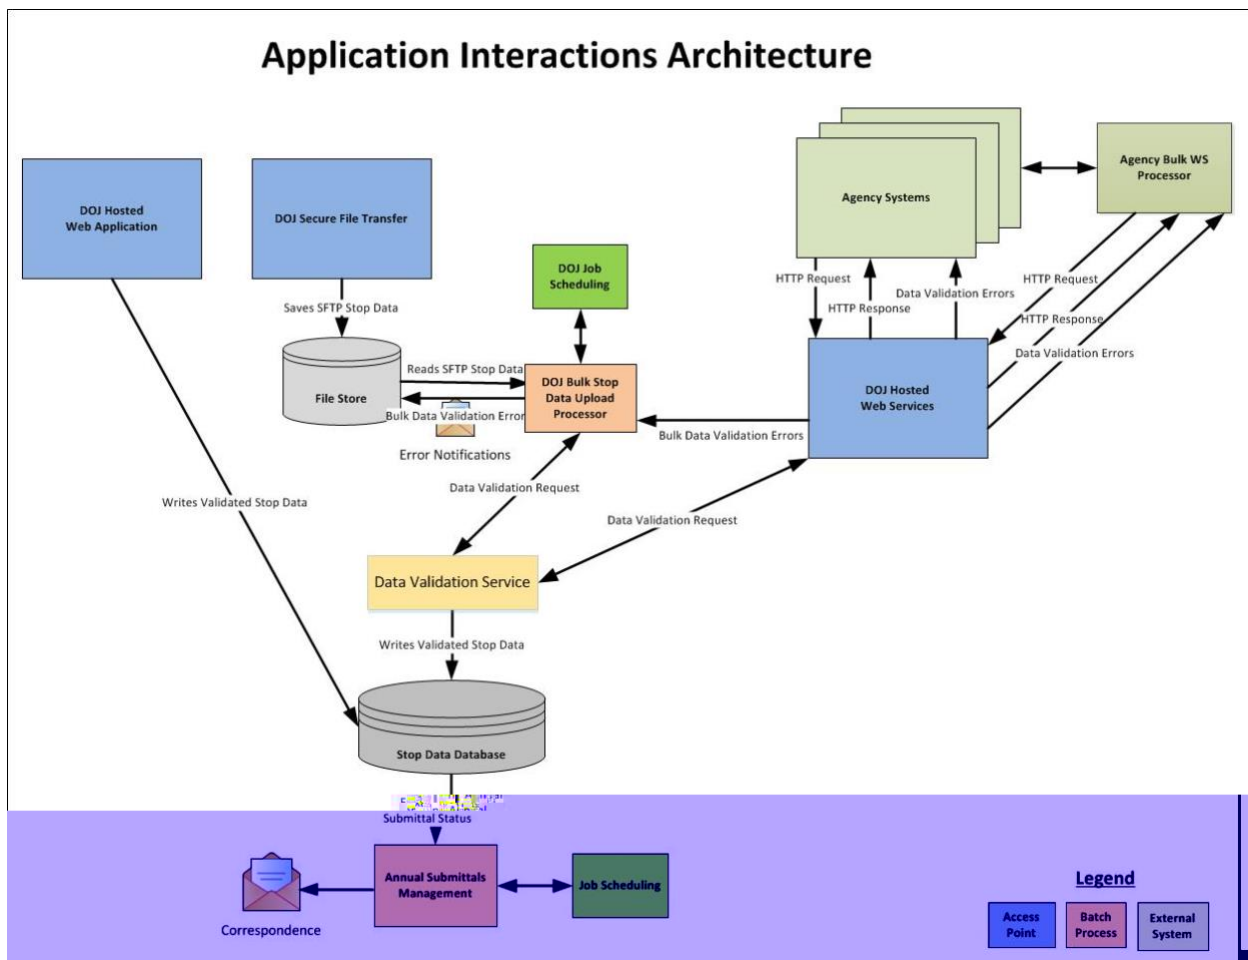 Application Interactions Architecture
DOJ Hosted
Web Application
DOJ Secure File Transfer
Agency Systems
Agency Bulk WS
Processor
DOJ Job
Scheduling
HTTP Request
HTTP Response
Data Validation Errors
HTTP Request
HTTP Response
Data Validation Errors
Saves SFTP Stop Data
File Store
Reads SFTP Stop Data
Bulk Data Validation Error
Error Notifications
DOJ Bulk Stop
Data Upload
Processor
DOJ Hosted
Web Services
Bulk Data Validation Errors
Data Validation Request
Data Validation Request
Writes Validated Stop Data
Data Validation Service
Writes Validated Stop Data
Stop Data Database
Submittal Status
Annual Submittals
Management
Job Scheduling
Correspondence
Legend
Access
Point
Batch
Process
External
System